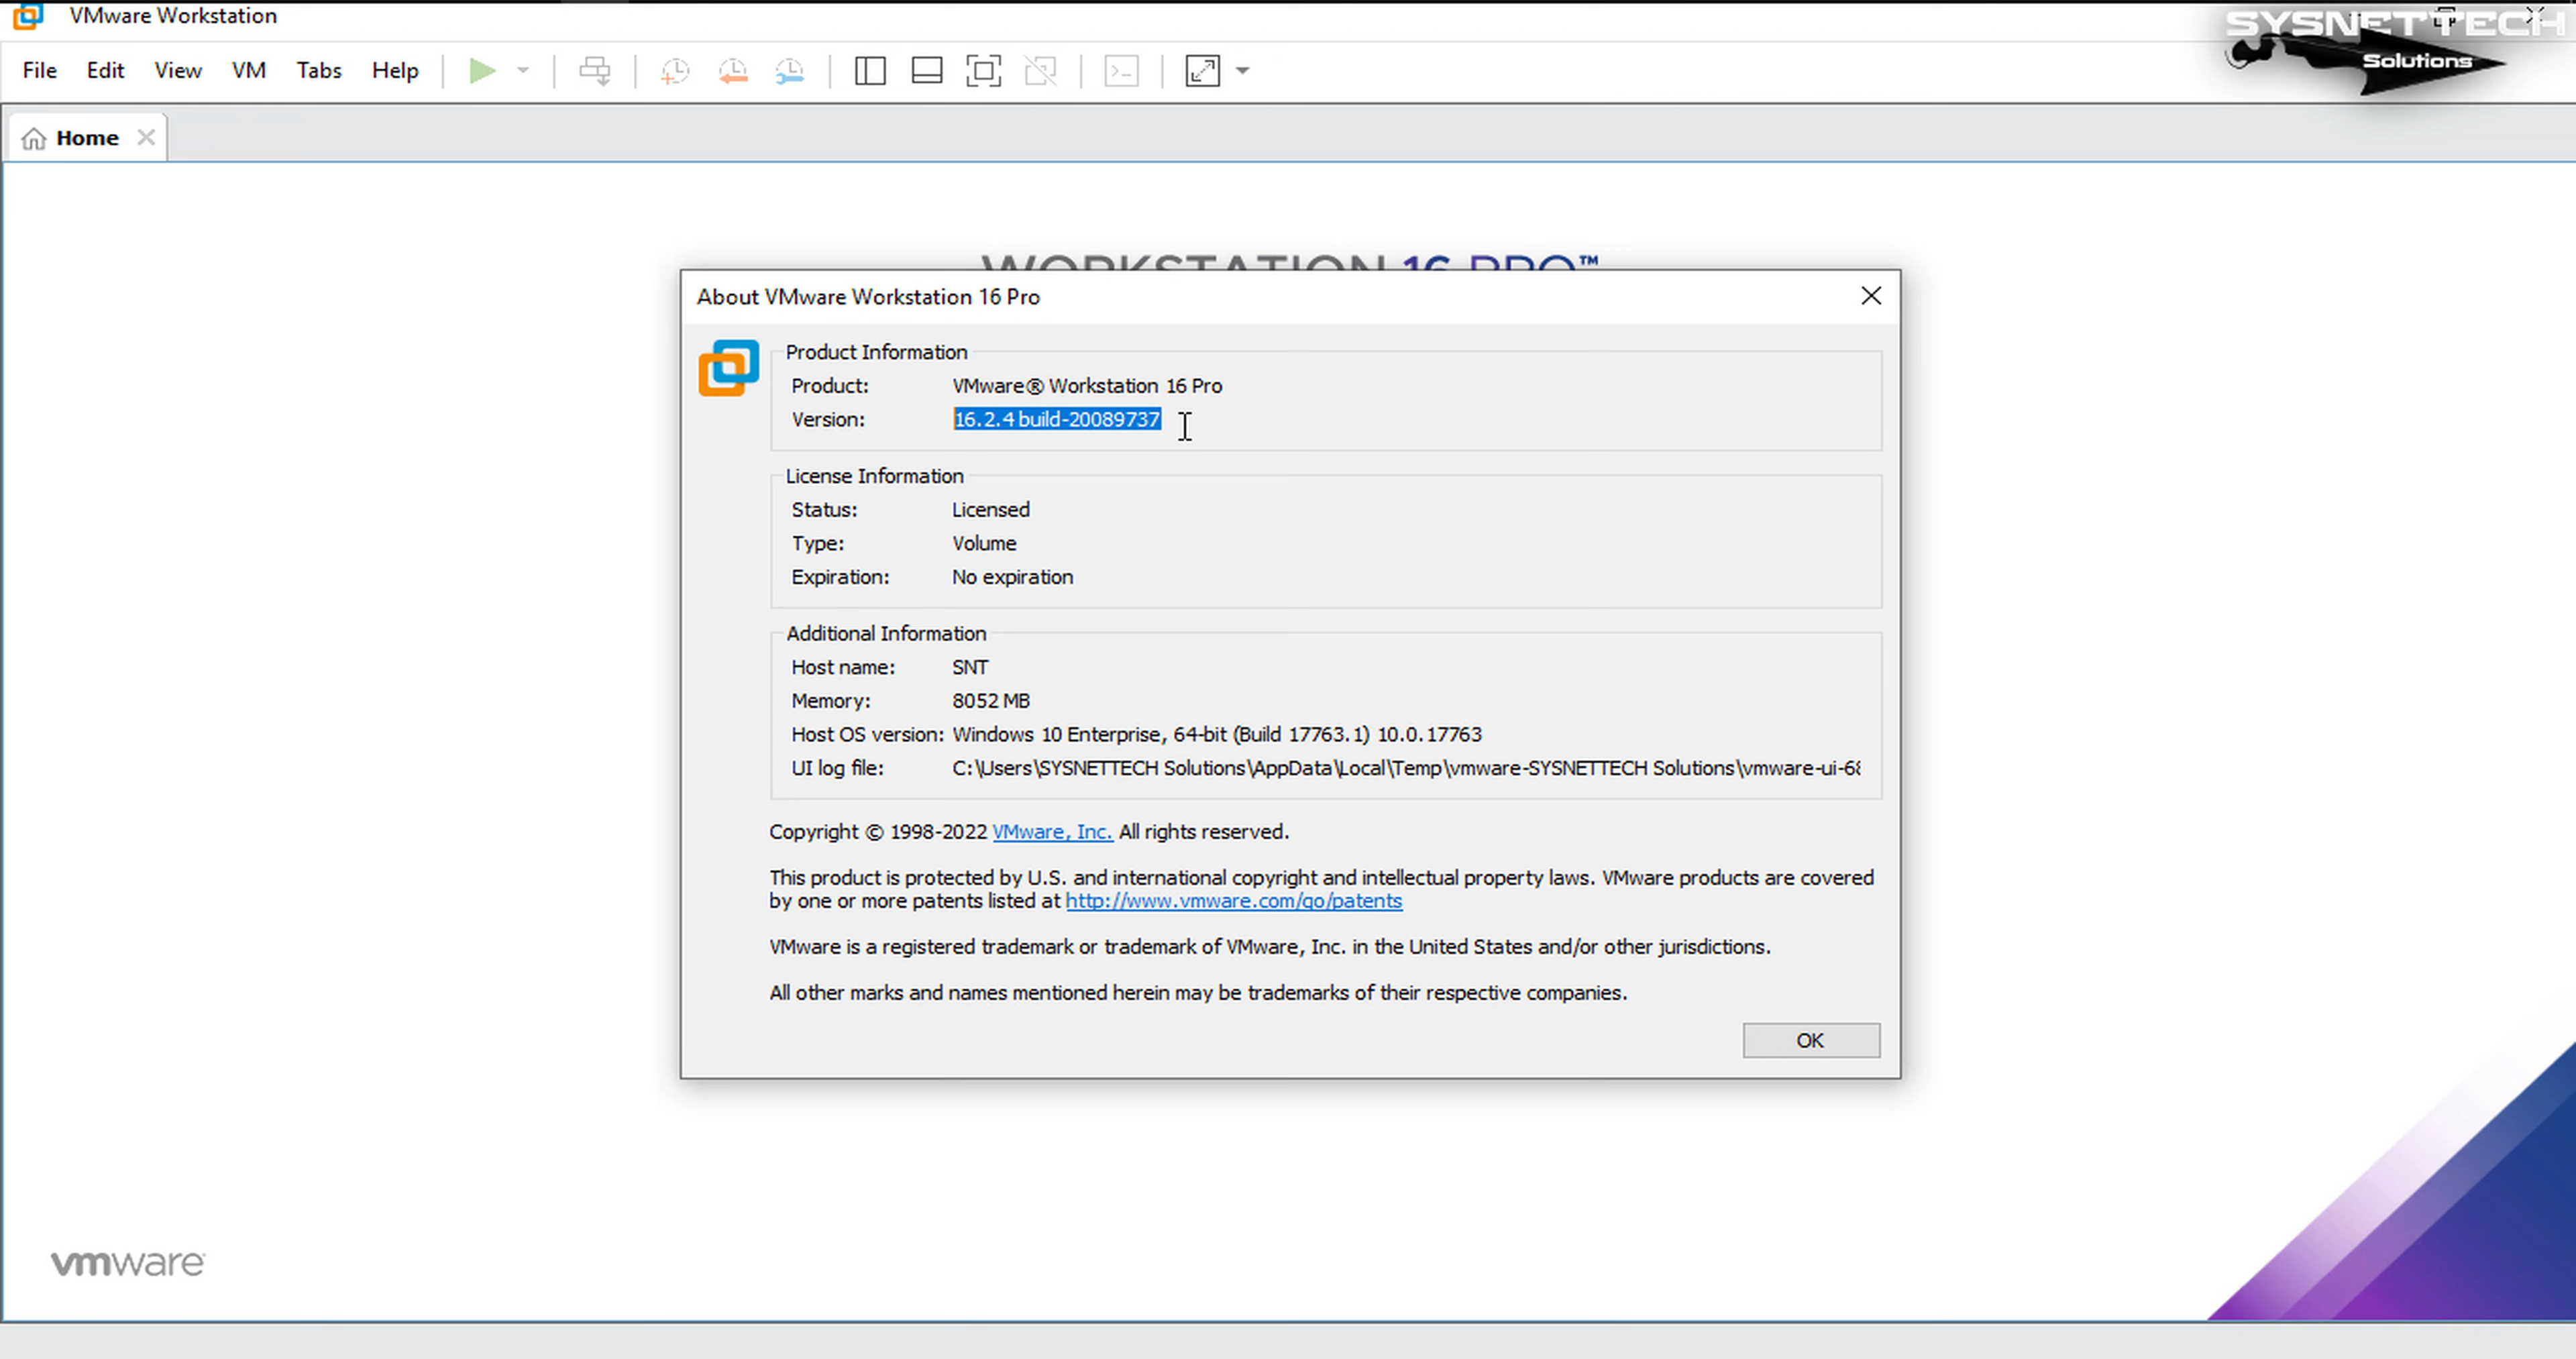 VMware Workstation
SYSNETTECH
Solutions
File Edit View VM Tabs Help
Home
WORKSTATION 16 PRO™
About VMware Workstation 16 Pro
Product Information
Product: VMware® Workstation 16 Pro
Version: 16.2.4 build-20089737
License Information
Status: Licensed
Type: Volume
Expiration: No expiration
Additional Information
Host name: SNT
Memory: 8052 MB
Host OS version: Windows 10 Enterprise, 64-bit (Build 17763.1) 10.0.17763
UI log file: C:\Users\SYSNETTECH Solutions\AppData\Local\Temp\vmware-SYSNETTECH Solutions\vmware-ui-68
Copyright © 1998-2022 VMware, Inc. All rights reserved.
This product is protected by U.S. and international copyright and intellectual property laws. VMware products are covered
by one or more patents listed at http://www.vmware.com/go/patents
VMware is a registered trademark or trademark of VMware, Inc. in the United States and/or other jurisdictions.
All other marks and names mentioned herein may be trademarks of their respective companies.
OK
vmware